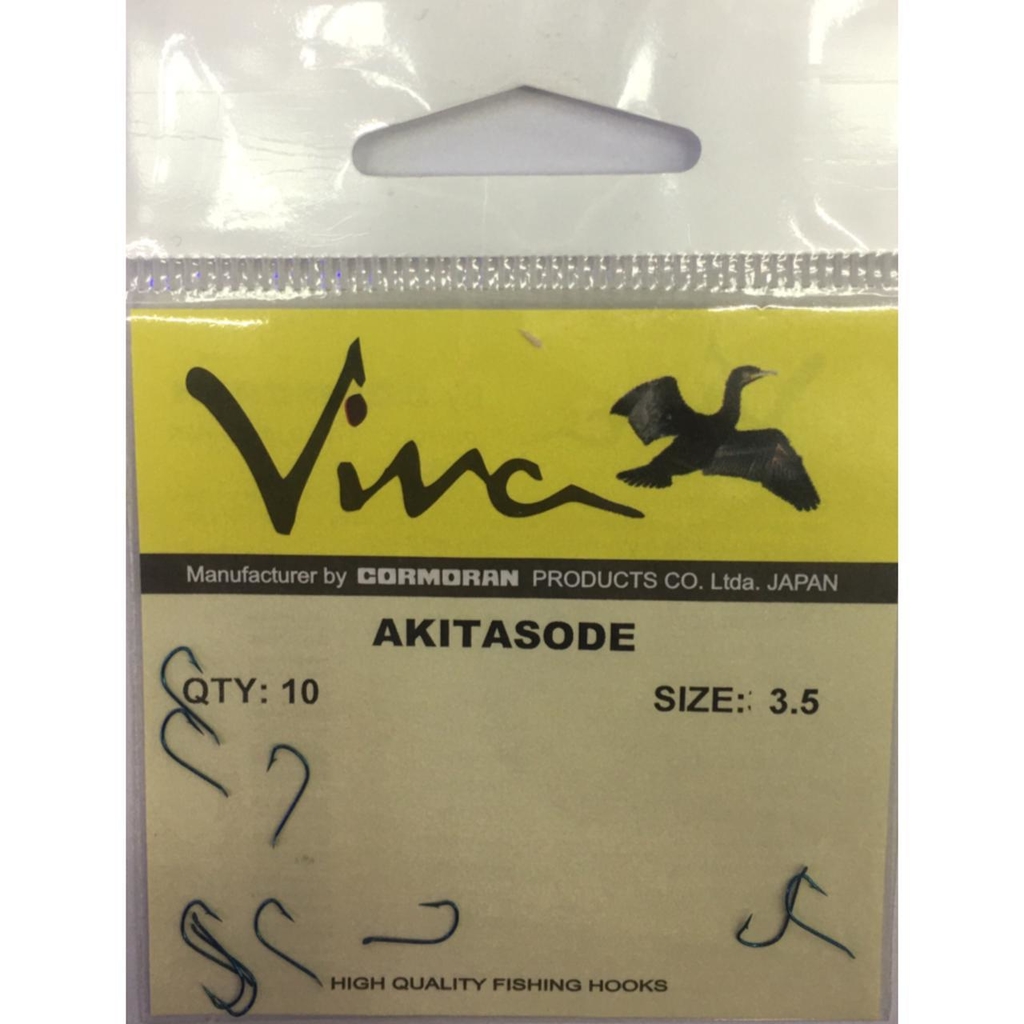 Viva
Manufacturer by CORMORAN PRODUCTS CO. Ltda. JAPAN
AKITASODE
QTY: 10
SIZE: 3.5
HIGH QUALITY FISHING HOOKS